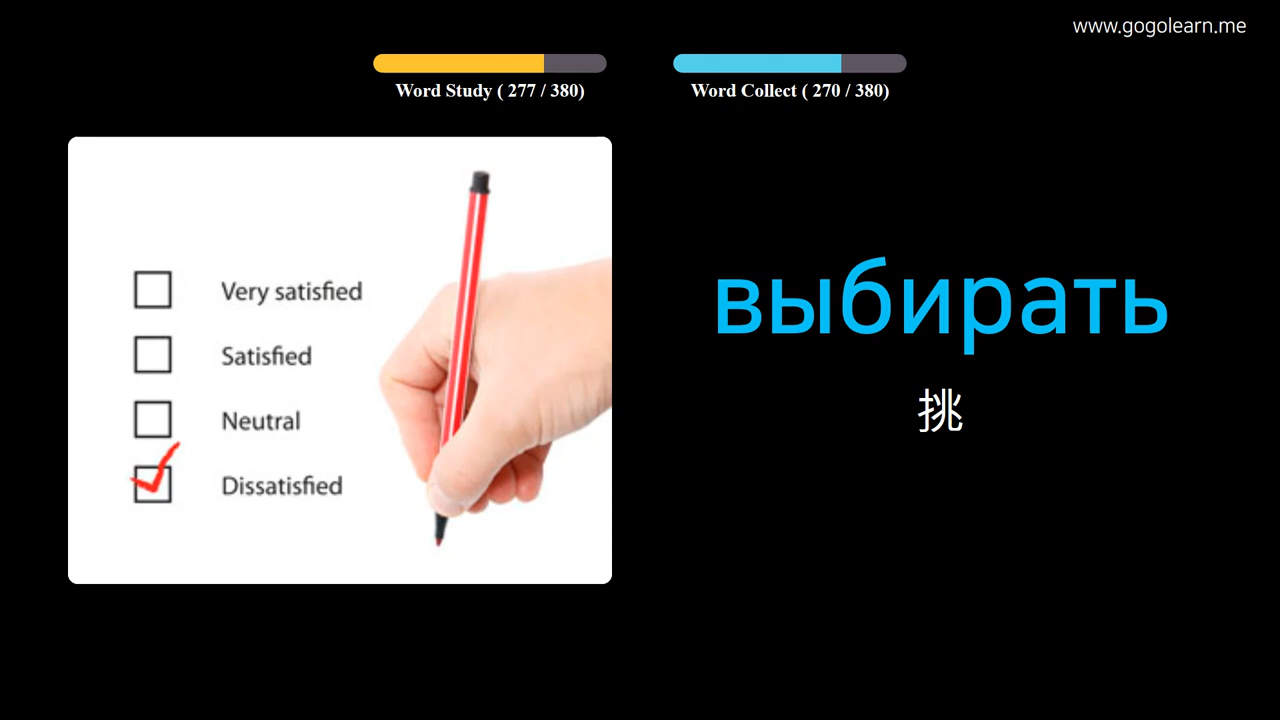 www.gogolearn.me
Word Study ( 277 / 380)
Word Collect ( 270 / 380)
Very satisfied
Satisfied
Neutral
Dissatisfied
выбирать
挑